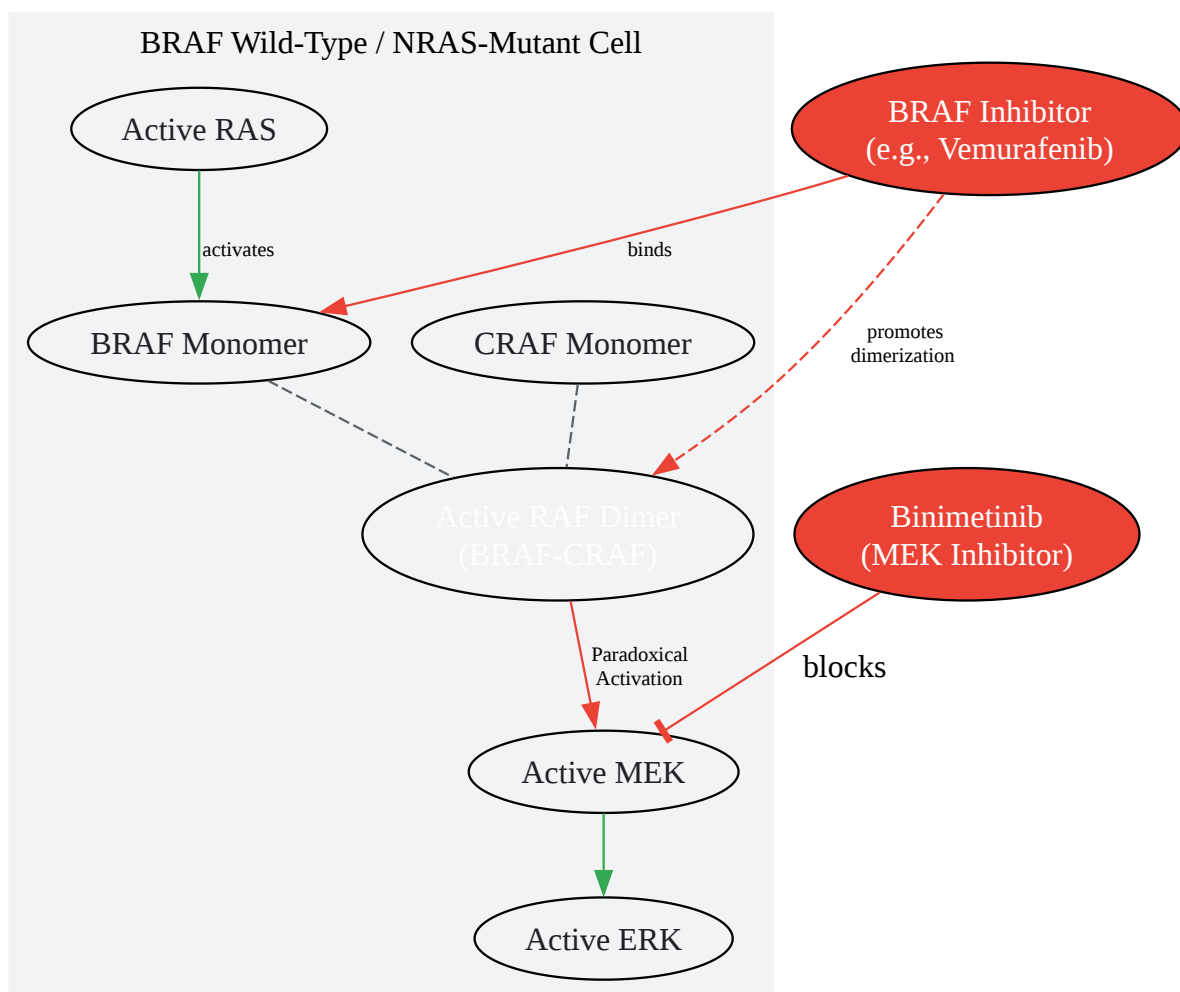 BRAF Wild-Type / NRAS-Mutant Cell
Active RAS
BRAF Inhibitor
(e.g., Vemurafenib)
activates
binds
BRAF Monomer
CRAF Monomer
promotes
dimerization
Active RAF Dimer
(BRAF-CRAF)
Binimetinib
(MEK Inhibitor)
Paradoxical
Activation
blocks
Active MEK
Active ERK